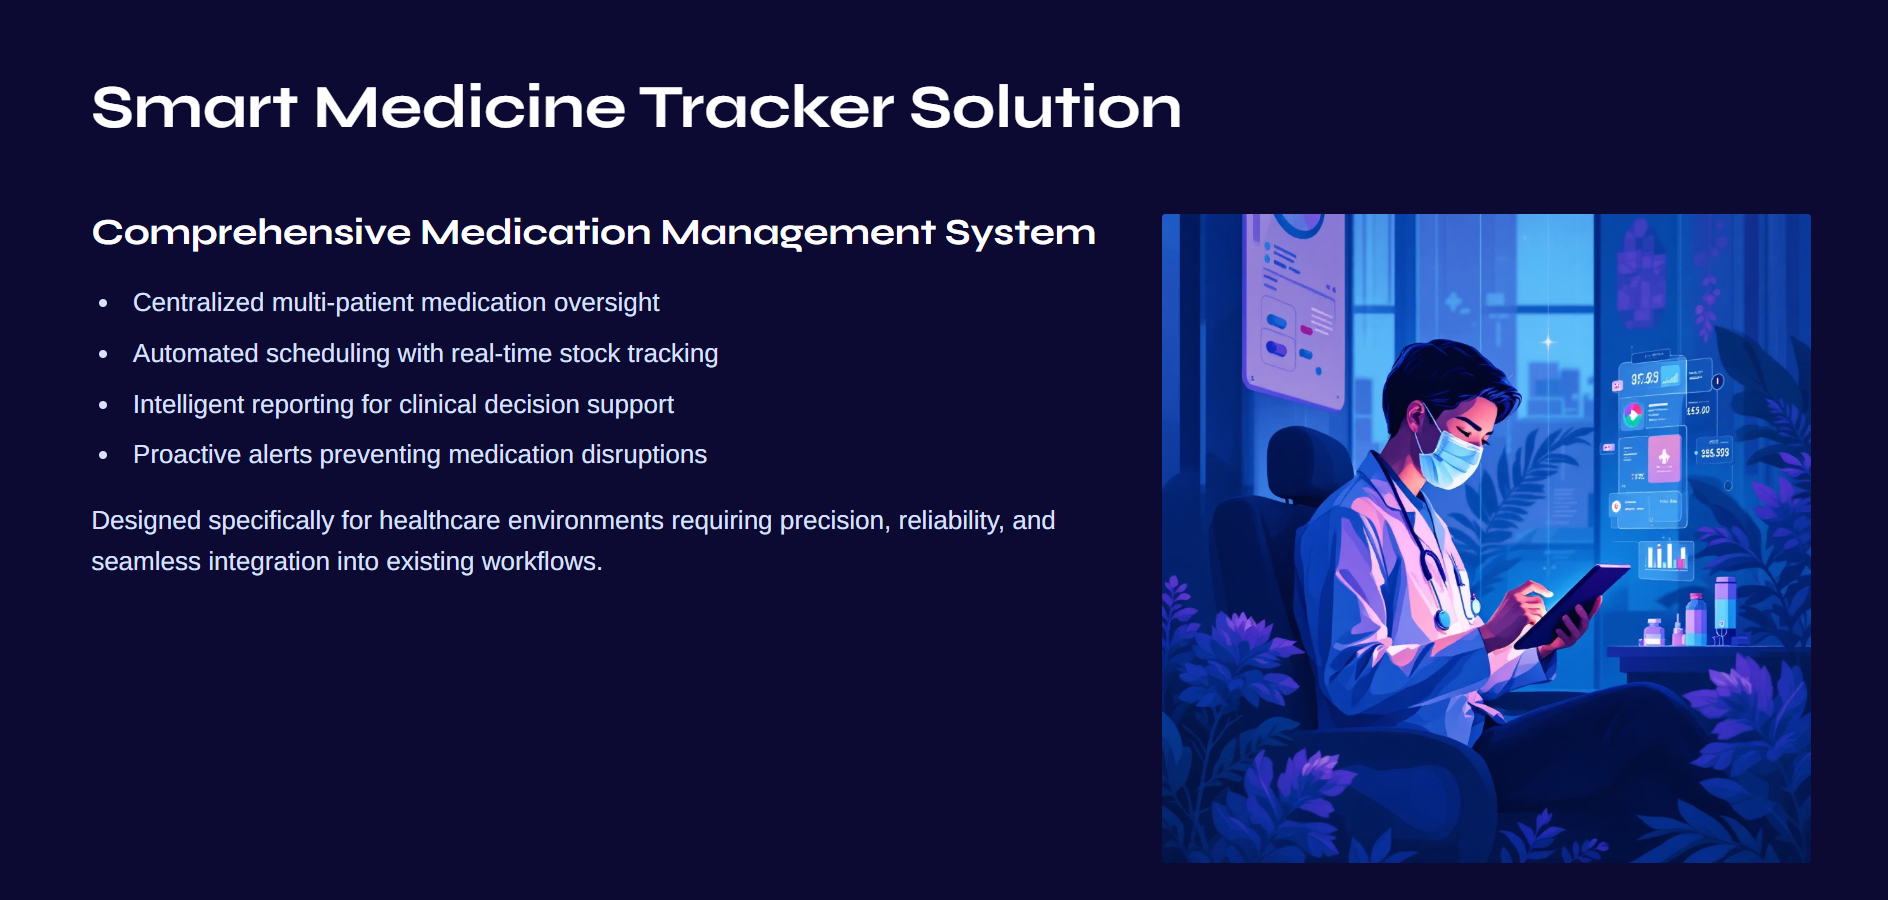 Smart Medicine Tracker Solution
Comprehensive Medication Management System
• Centralized multi-patient medication oversight
• Automated scheduling with real-time stock tracking
• Intelligent reporting for clinical decision support
• Proactive alerts preventing medication disruptions
Designed specifically for healthcare environments requiring precision, reliability, and
seamless integration into existing workflows.